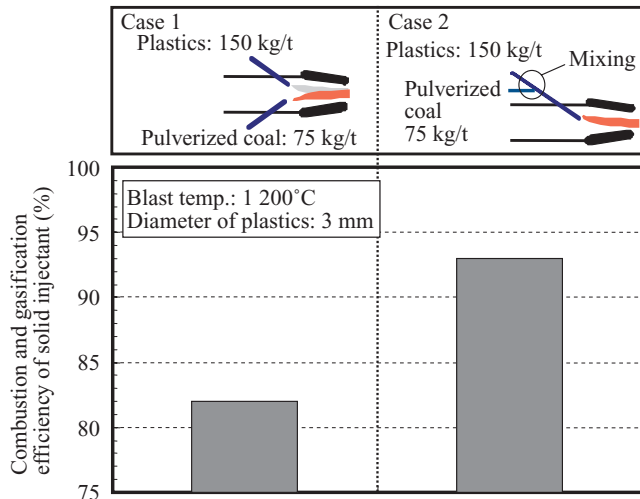 Case 1
Plastics: 150 kg/t
Pulverized coal: 75 kg/t
Case 2
Plastics: 150 kg/t
Mixing
Pulverized
coal
75 kg/t
Combustion and gasification
efficiency of solid injectant (%)
100
95
90
85
80
75
Blast temp.: 1 200˚C
Diameter of plastics: 3 mm